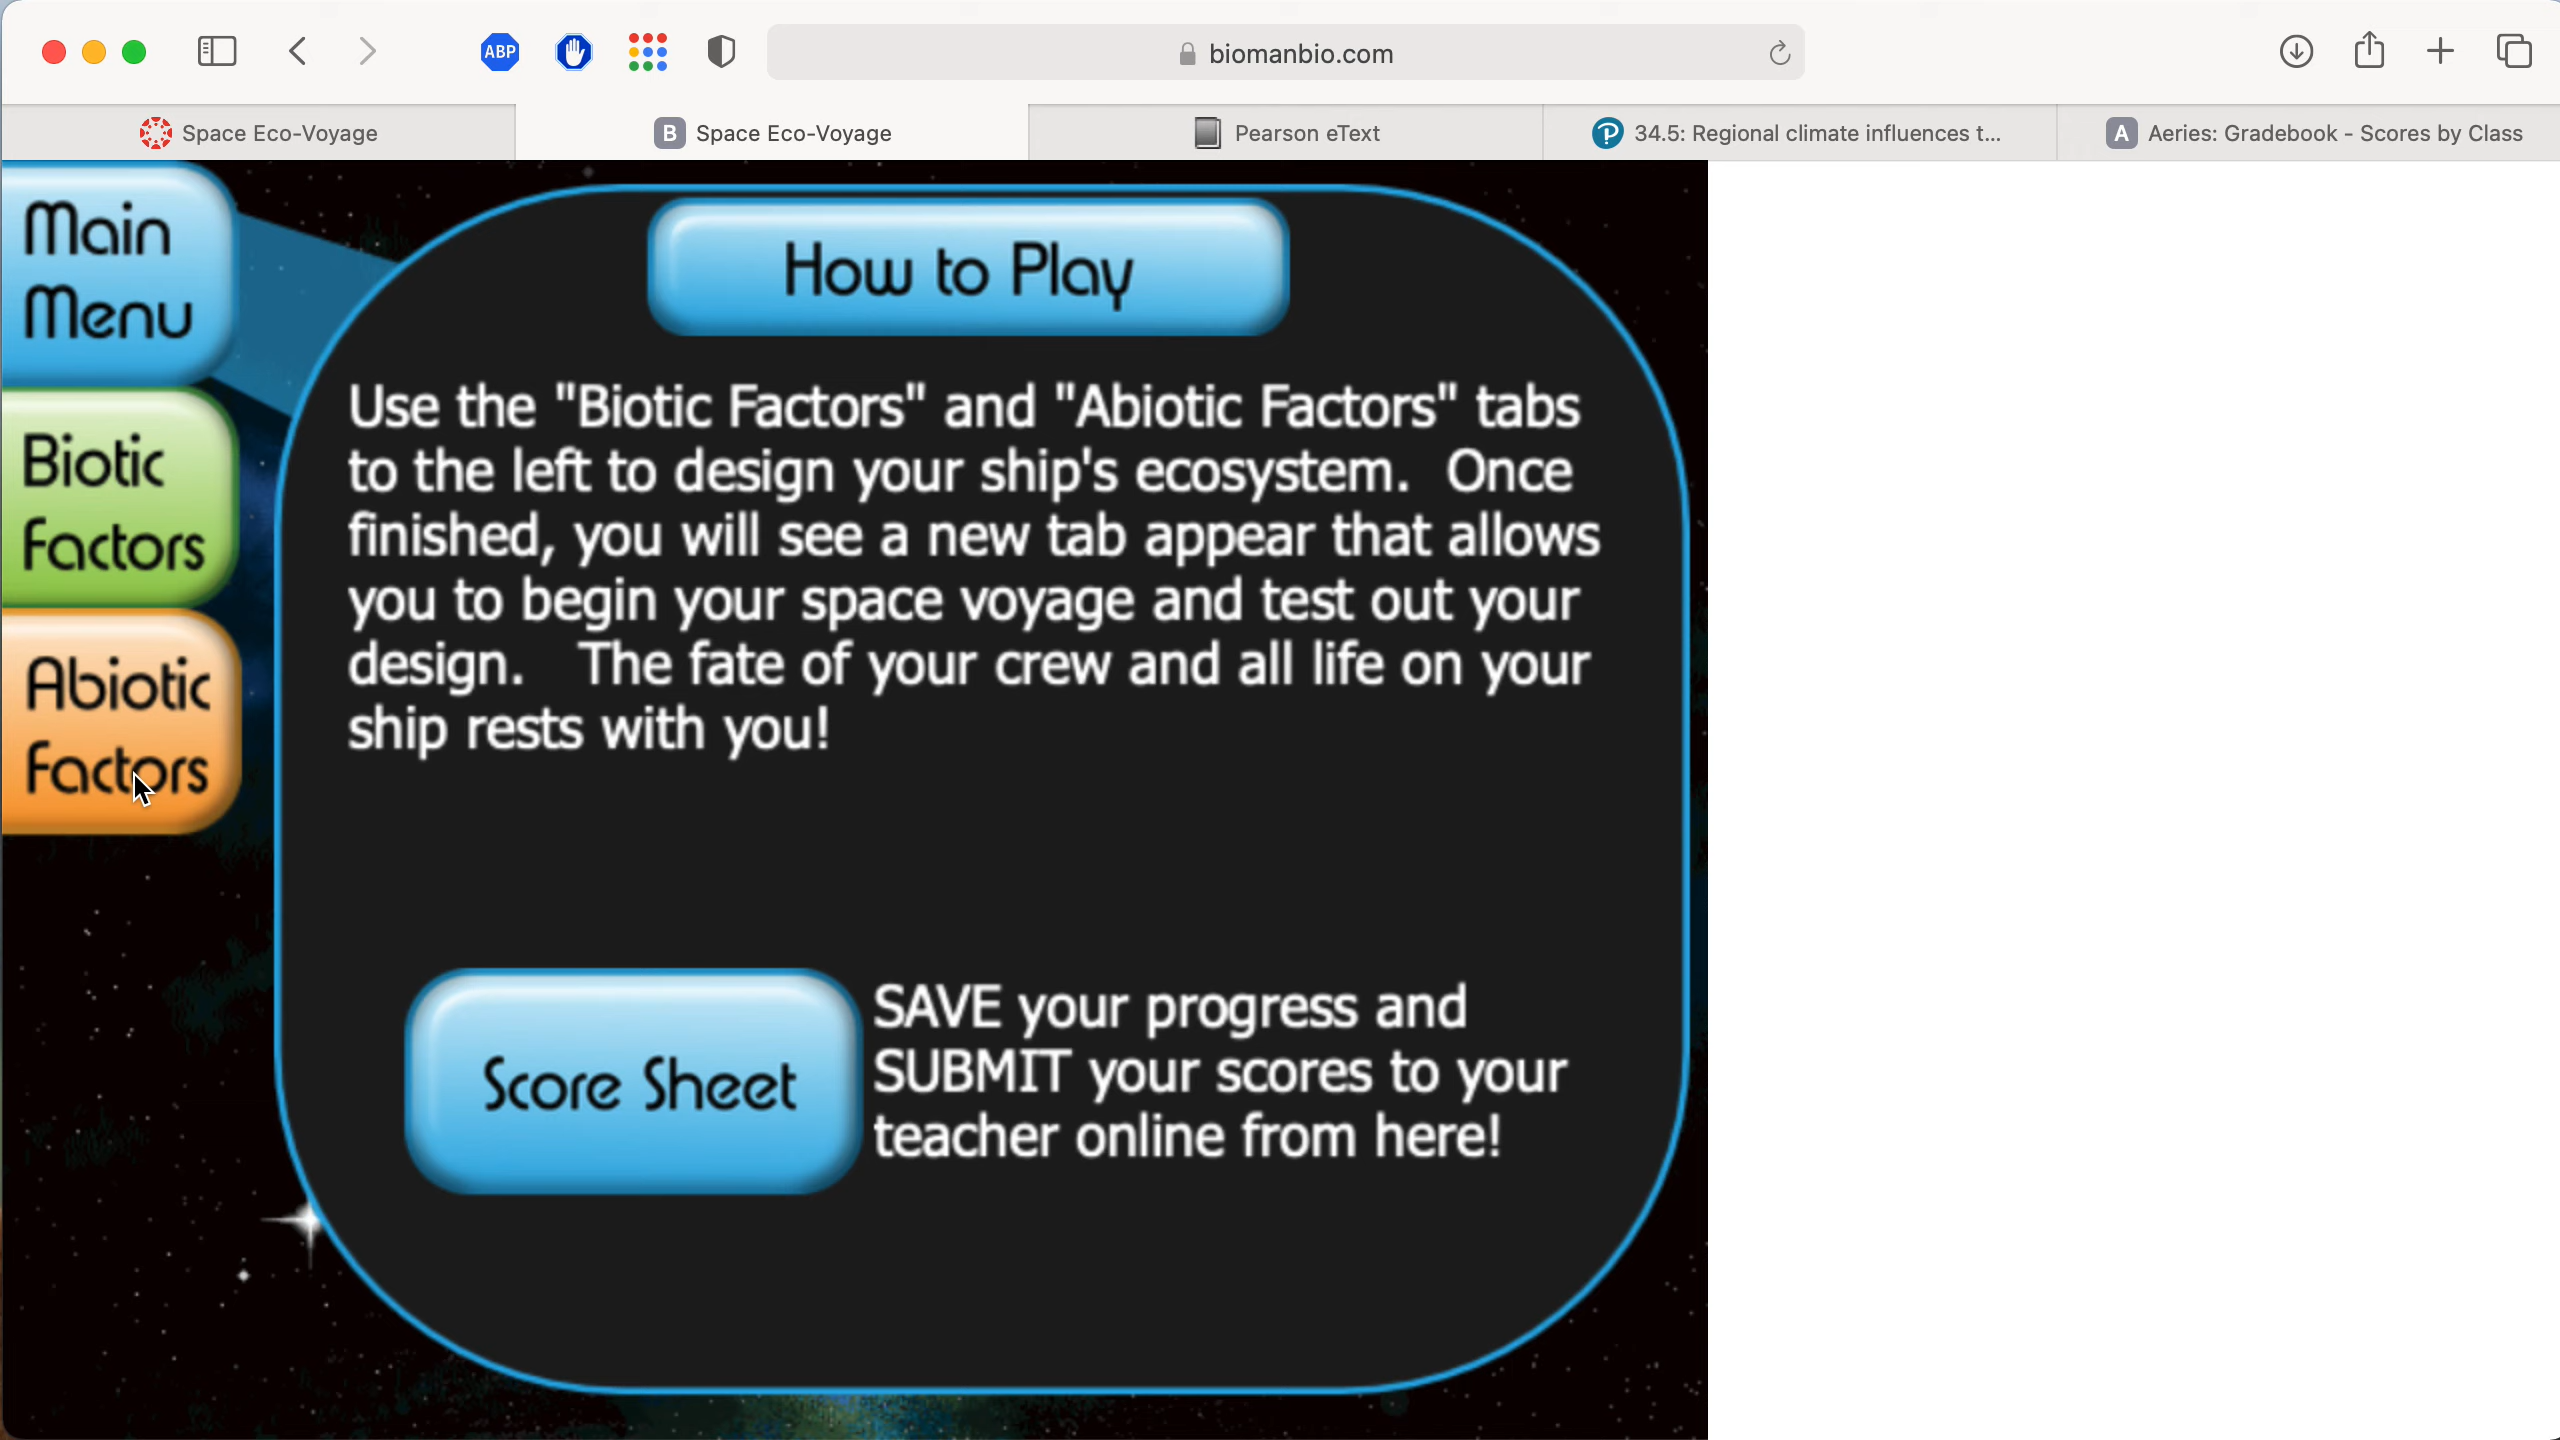 ABP
biomanbio.com
Space Eco-Voyage
B Space Eco-Voyage
Pearson eText
P 34.5: Regional climate influences t...
A Aeries: Gradebook - Scores by Class
Main
Menu
Biotic
Factors
Abiotic
Factors
How to Play
Use the "Biotic Factors" and "Abiotic Factors" tabs
to the left to design your ship's ecosystem. Once
finished, you will see a new tab appear that allows
you to begin your space voyage and test out your
design. The fate of your crew and all life on your
ship rests with you!
Score Sheet
SAVE your progress and
SUBMIT your scores to your
teacher online from here!